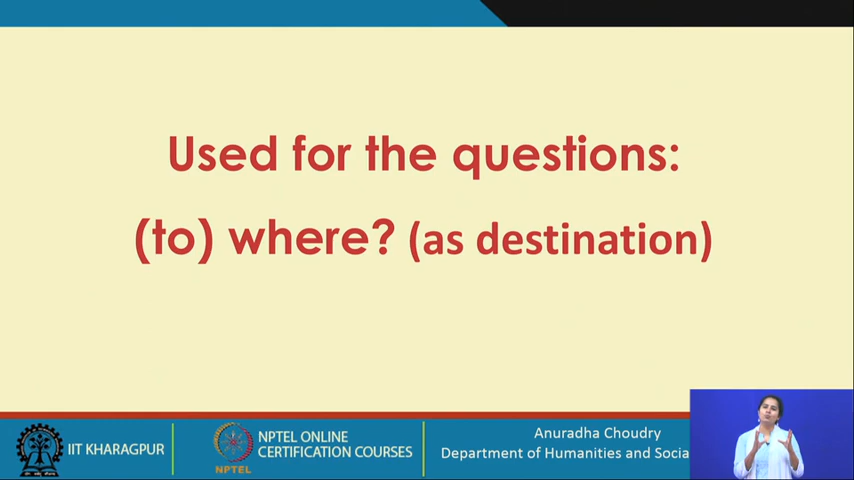 Used for the questions:
(to) where? (as destination)
IIT KHARAGPUR
NPTEL
NPTEL ONLINE
CERTIFICATION COURSES
Anuradha Choudry
Department of Humanities and Socia